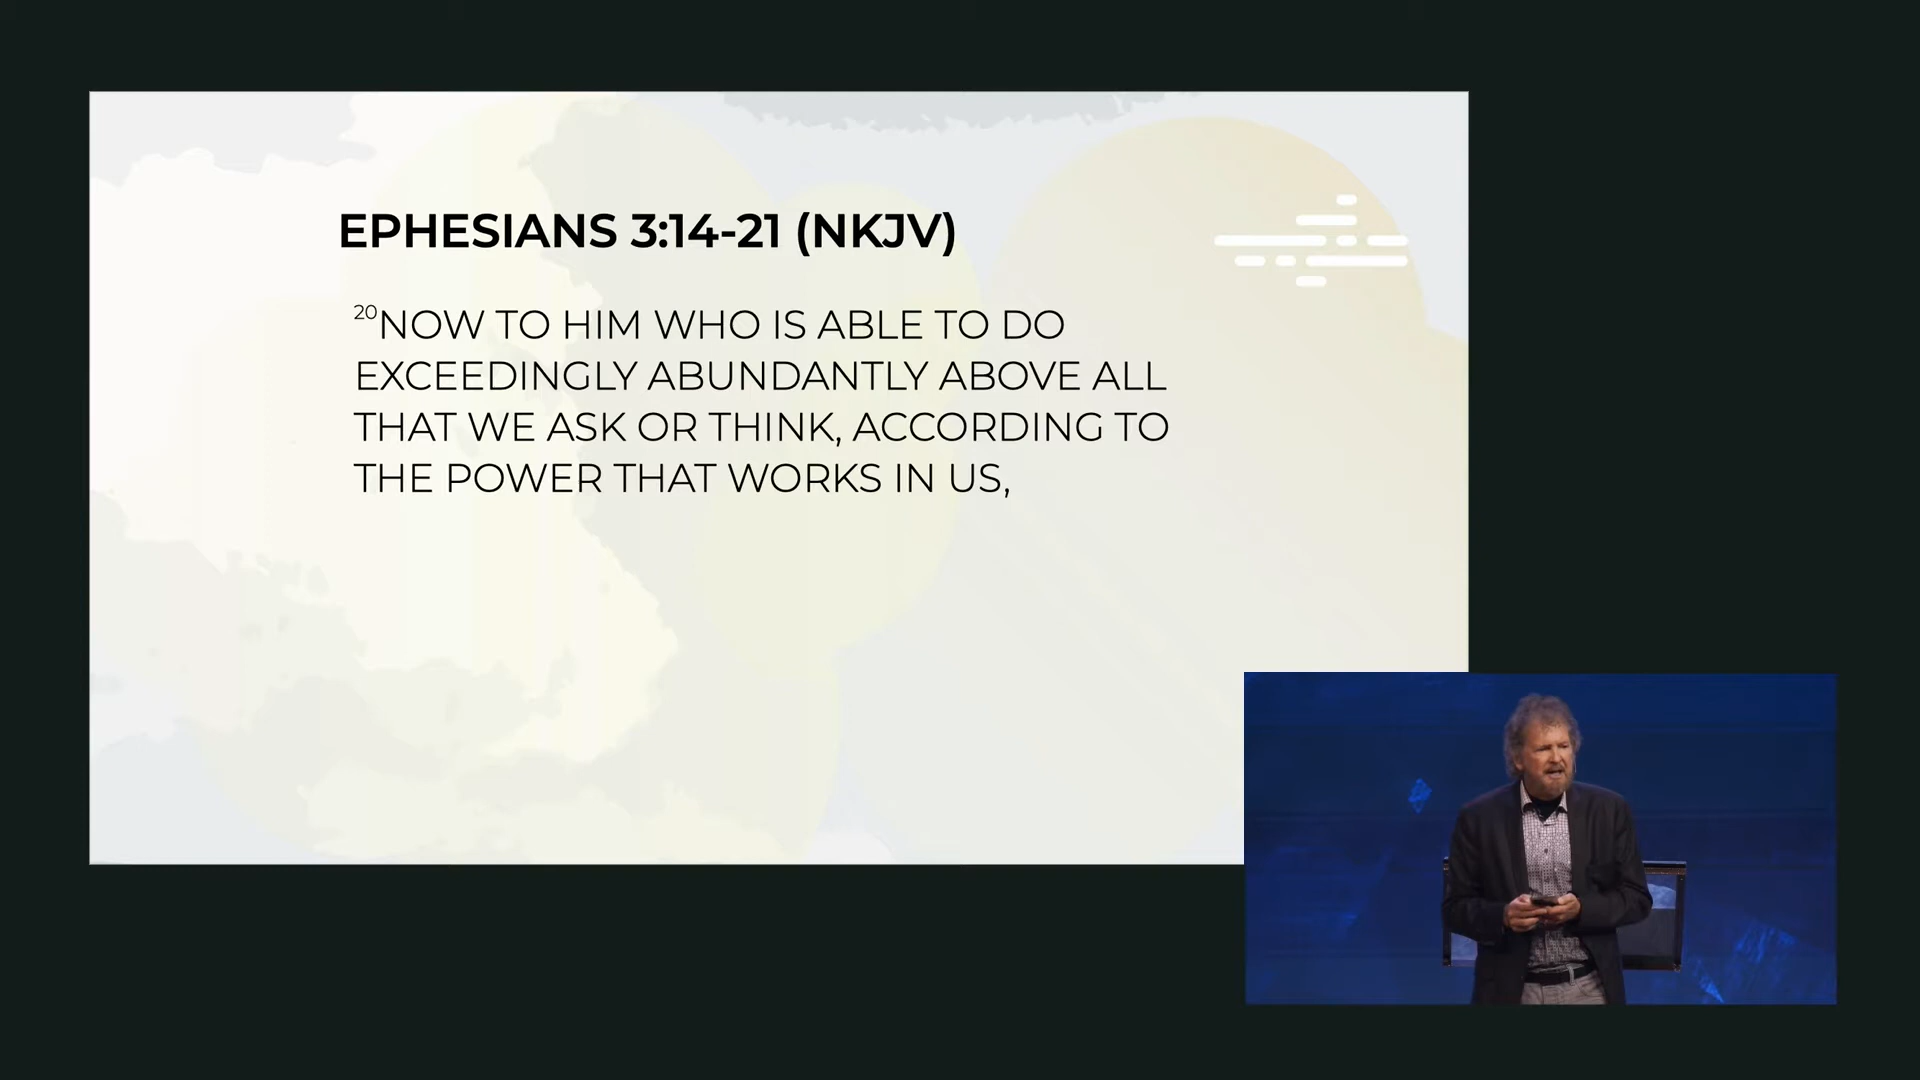 EPHESIANS 3:14-21 (NKJV)
20NOW TO HIM WHO IS ABLE TO DO
EXCEEDINGLY ABUNDANTLY ABOVE ALL
THAT WE ASK OR THINK, ACCORDING TO
THE POWER THAT WORKS IN US,